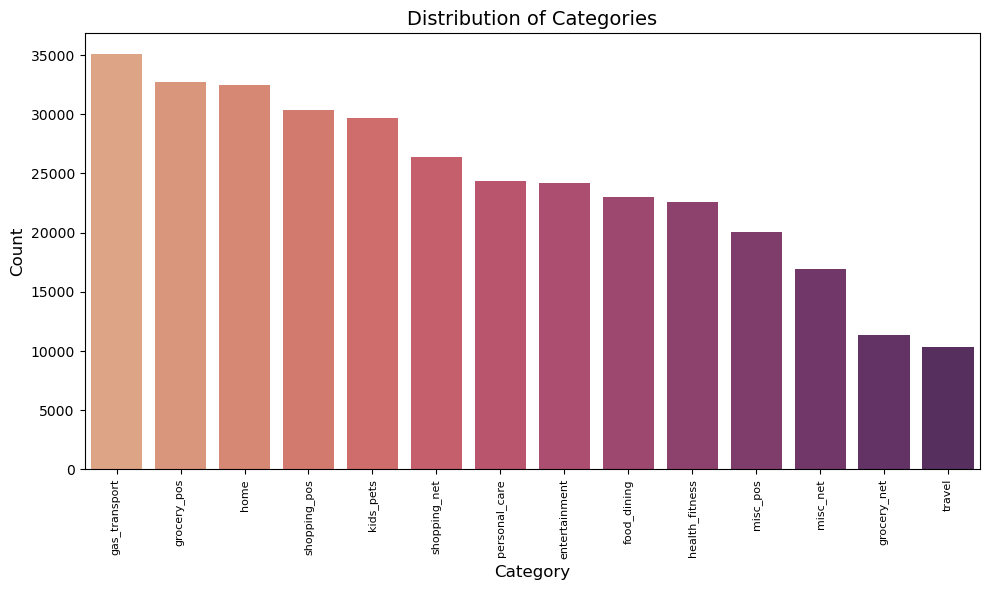 Distribution of Categories
Count
35000
30000
25000
20000
15000
10000
5000
0
gas_transport
grocery_pos
home
shopping_pos
kids_pets
shopping_net
personal_care
entertainment
food_dining
health_fitness
misc_pos
misc_net
grocery_net
travel
Category